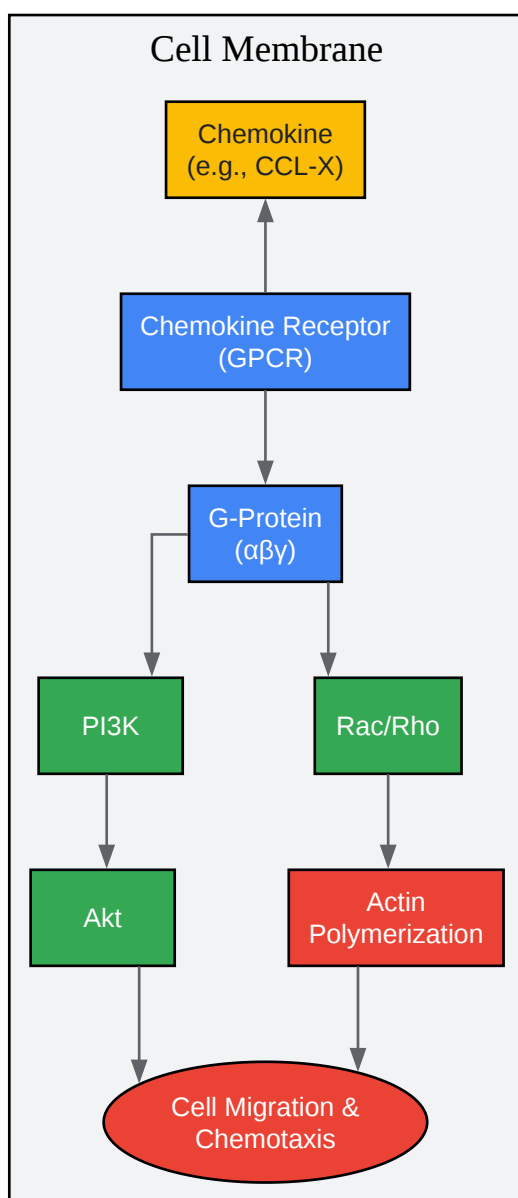 Cell Membrane
Chemokine
(e.g., CCL-X)
Chemokine Receptor
(GPCR)
G-Protein
(αβγ)
PI3K
Rac/Rho
Akt
Actin
Polymerization
Cell Migration &
Chemotaxis